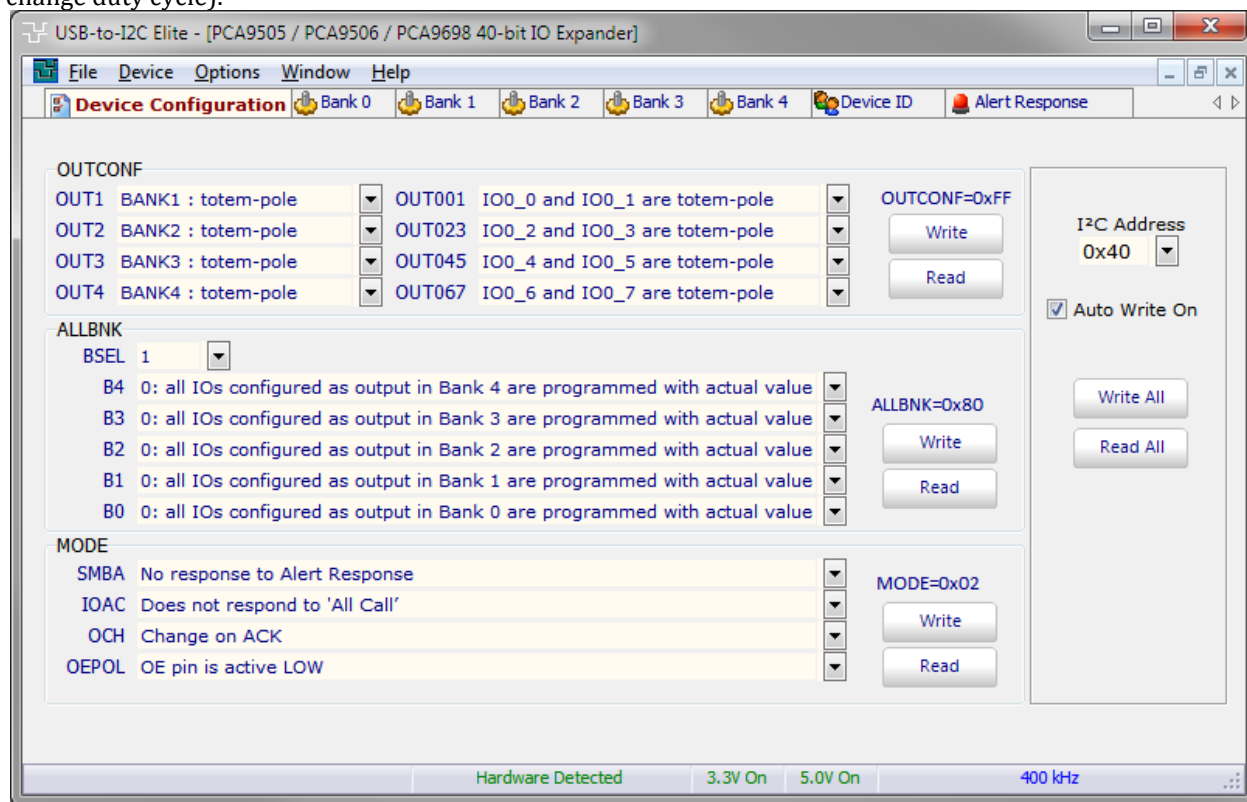 change duty cycle).
USB-to-I2C Elite - [PCA9505 / PCA9506 / PCA9698 40-bit IO Expander]
File Device Options Window Help
Device Configuration Bank 0 Bank 1 Bank 2 Bank 3 Bank 4 Device ID Alert Response
OUTCONF
OUT1 BANK1 : totem-pole OUT001 IO0_0 and IO0_1 are totem-pole OUTCONF=0xFF
OUT2 BANK2 : totem-pole OUT023 IO0_2 and IO0_3 are totem-pole Write
OUT3 BANK3 : totem-pole OUT045 IO0_4 and IO0_5 are totem-pole Read
OUT4 BANK4 : totem-pole OUT067 IO0_6 and IO0_7 are totem-pole
I²C Address
0x40
Auto Write On
Write All
Read All
ALLBNK
BSEL 1
B4 0: all IOs configured as output in Bank 4 are programmed with actual value
B3 0: all IOs configured as output in Bank 3 are programmed with actual value
B2 0: all IOs configured as output in Bank 2 are programmed with actual value
B1 0: all IOs configured as output in Bank 1 are programmed with actual value
B0 0: all IOs configured as output in Bank 0 are programmed with actual value
ALLBNK=0x80
Write
Read
MODE
SMBA No response to Alert Response
IOAC Does not respond to 'All Call’
OCH Change on ACK
OEPOL OE pin is active LOW
MODE=0x02
Write
Read
Hardware Detected 3.3V On 5.0V On 400 kHz